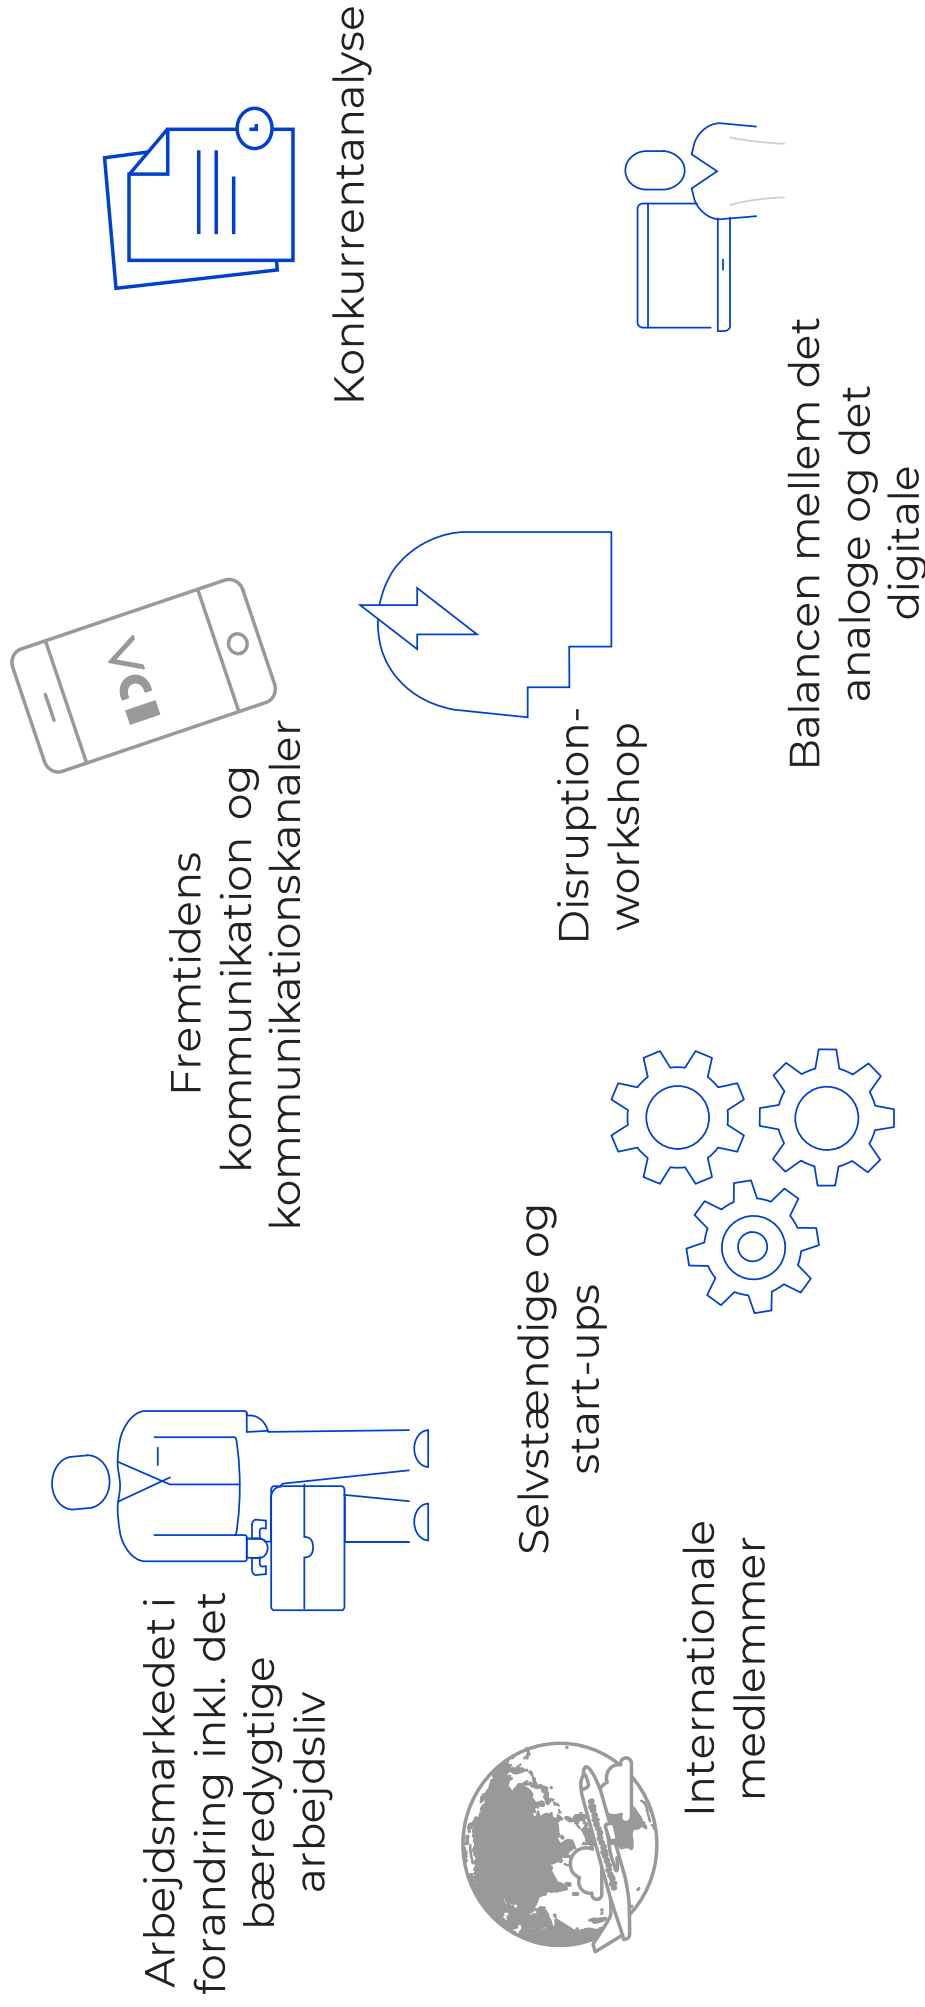 Arbejdsmarkedet i
forandring inkl. det
bæredygtige
arbejdsliv
Fremtidens
kommunikation og
kommunikationskanaler
VCI
Konkurrentanalyse
Selvstændige og
start-ups
Disruption-
workshop
Internationale
medlemmer
Balancen mellem det
analoge og det
digitale